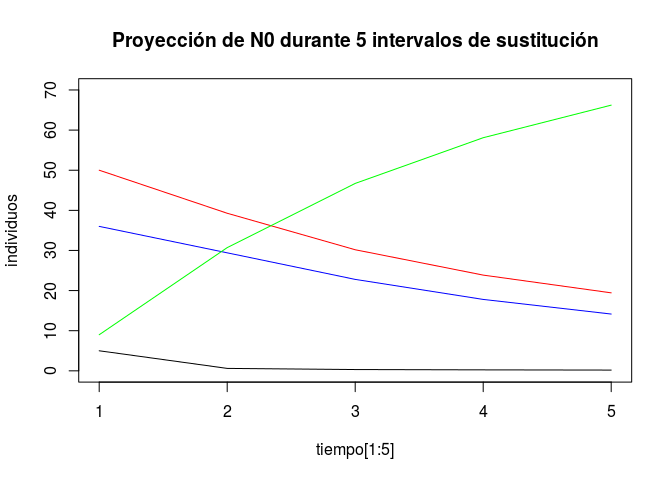 Proyección de N0 durante 5 intervalos de sustitución
70
60
50
40
30
20
10
0
individuos
1 2 3 4 5
tiempo[1:5]